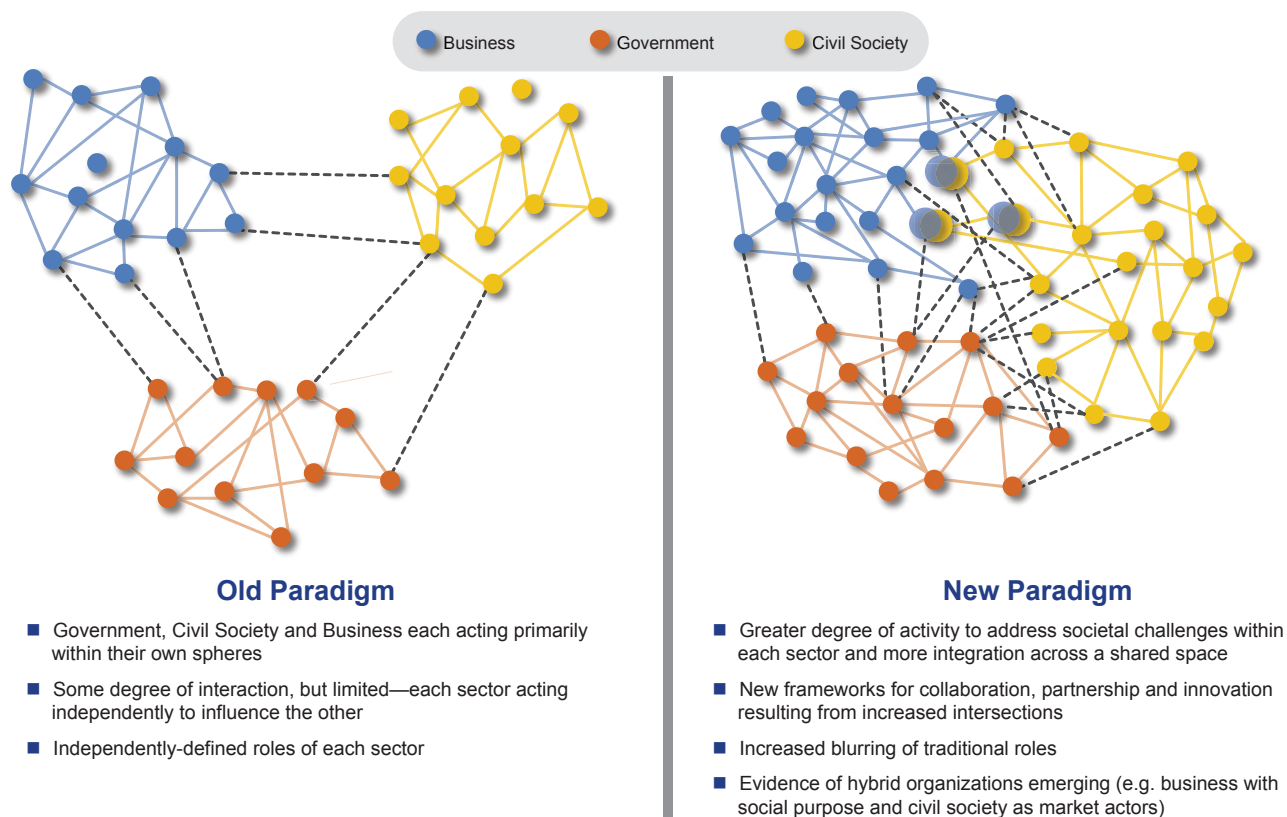 Business Government Civil Society
Old Paradigm
■ Government, Civil Society and Business each acting primarily
within their own spheres
■ Some degree of interaction, but limited—each sector acting
independently to influence the other
■ Independently-defined roles of each sector
New Paradigm
■ Greater degree of activity to address societal challenges within
each sector and more integration across a shared space
■ New frameworks for collaboration, partnership and innovation
resulting from increased intersections
■ Increased blurring of traditional roles
■ Evidence of hybrid organizations emerging (e.g. business with
social purpose and civil society as market actors)